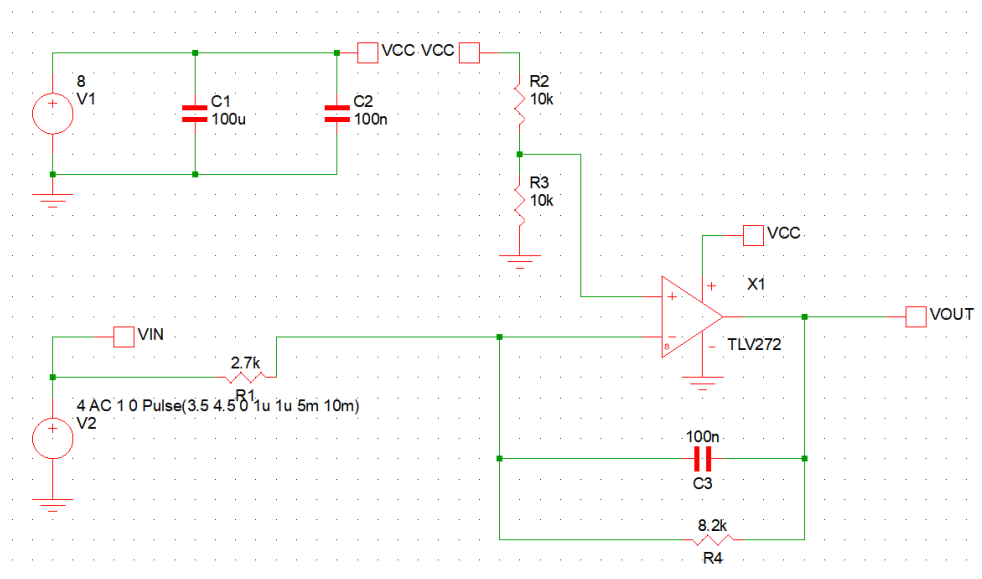 VCC VCC
8
V1
C1
100u
C2
100n
R2
10k
R3
10k
VCC
+
X1
+
VOUT
VIN
-
s
-
TLV272
2.7k
R1
4 AC 1 0 Pulse(3.5 4.5 0 1u 1u 5m 10m)
V2
+
100n
C3
8.2k
R4